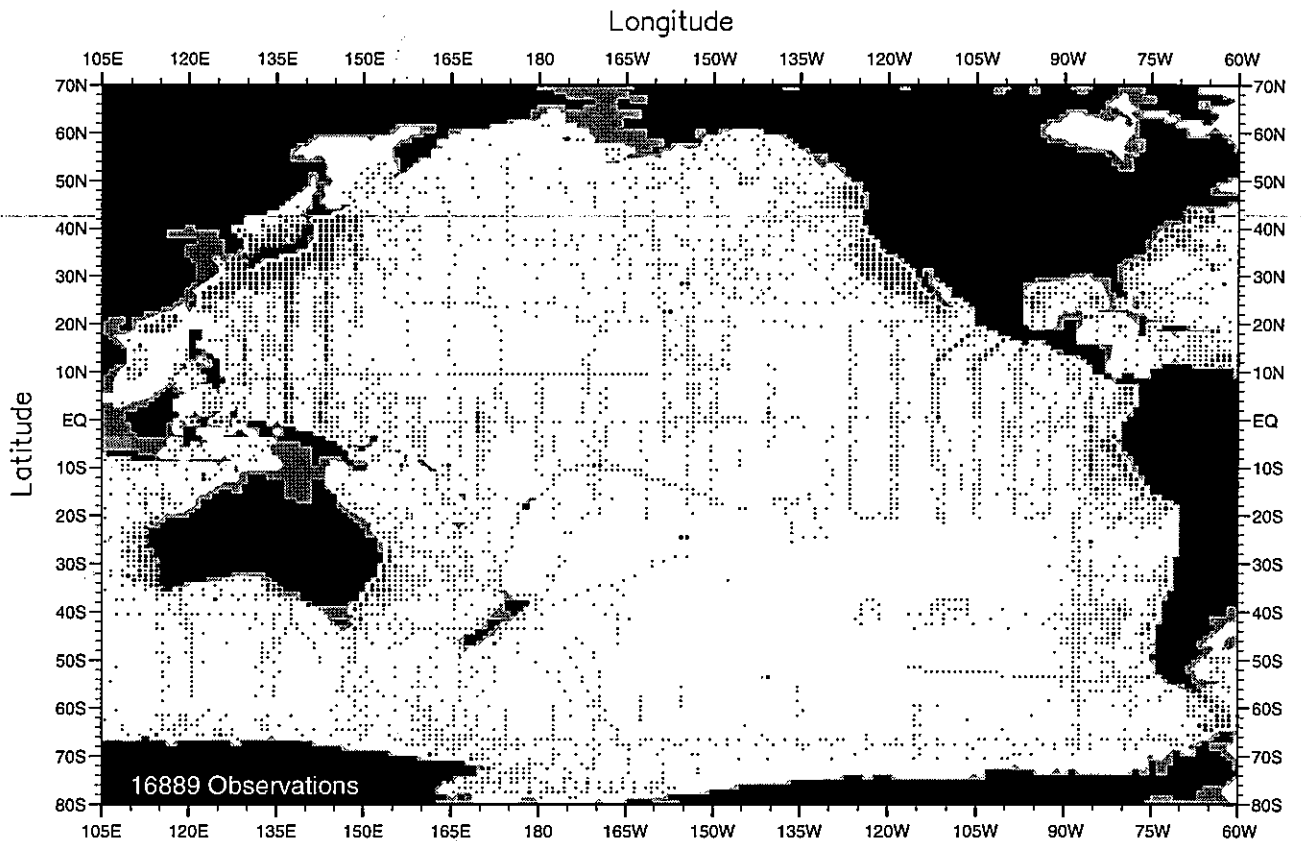 Longitude
105E 120E 135E 150E 165E 180 165W 150W 135W 120W 105W 90W 75W 60W
70N 70N
60N 60N
50N 50N
40N 40N
30N 30N
20N 20N
10N 10N
Latitude
EQ EQ
10S 10S
20S 20S
30S 30S
40S 40S
50S 50S
60S 60S
70S 70S
16889 Observations
80S 80S
105E 120E 135E 150E 165E 180 165W 150W 135W 120W 105W 90W 75W 60W